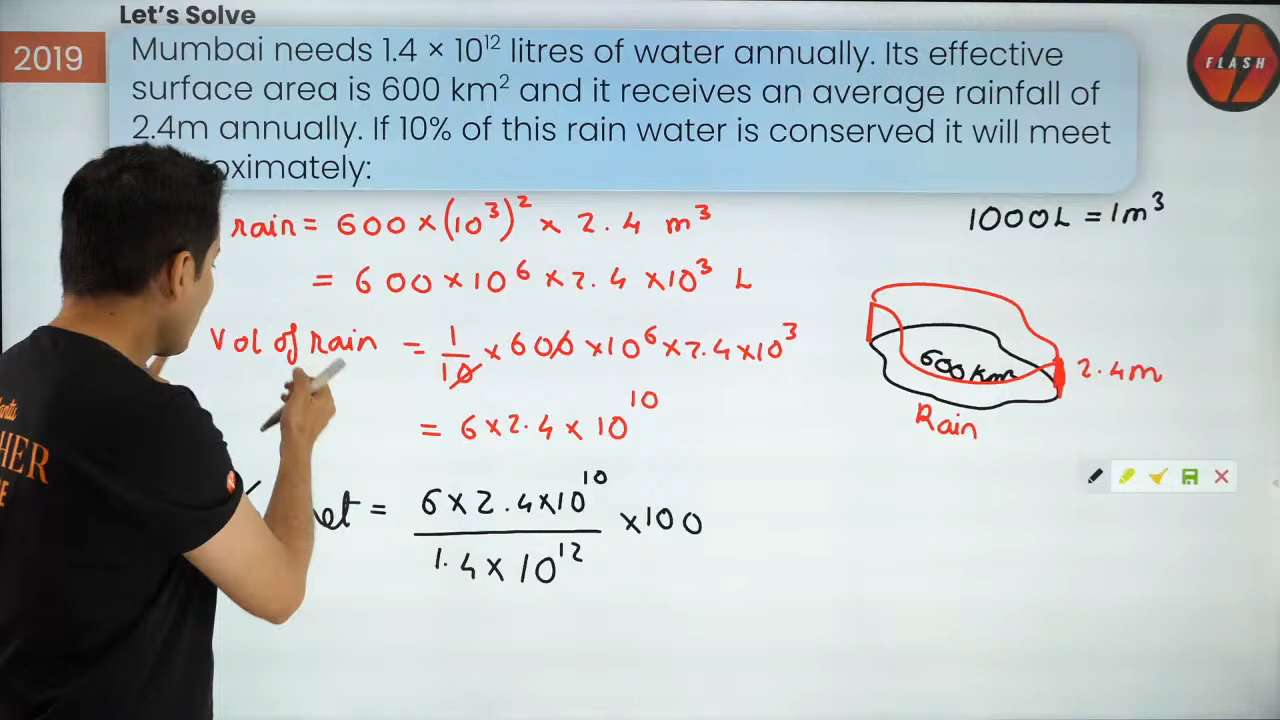 Let's Solve
2019
Mumbai needs 1.4 × 10¹² litres of water annually. Its effective
surface area is 600 km² and it receives an average rainfall of
2.4m annually. If 10% of this rain water is conserved it will meet
oximately:
FLASH
rain = 600 × (10³)² × 2.4 m³
= 600 × 10⁶ × 2.4 × 10³ L
Vol of rain = 1/10 × 600 × 10⁶ × 2.4 × 10³
= 6 × 2.4 × 10¹⁰
et = 6 × 2.4 × 10¹⁰ / 1.4 × 10¹² × 100
1000L = 1m³
600km
2.4m
Rain
HER